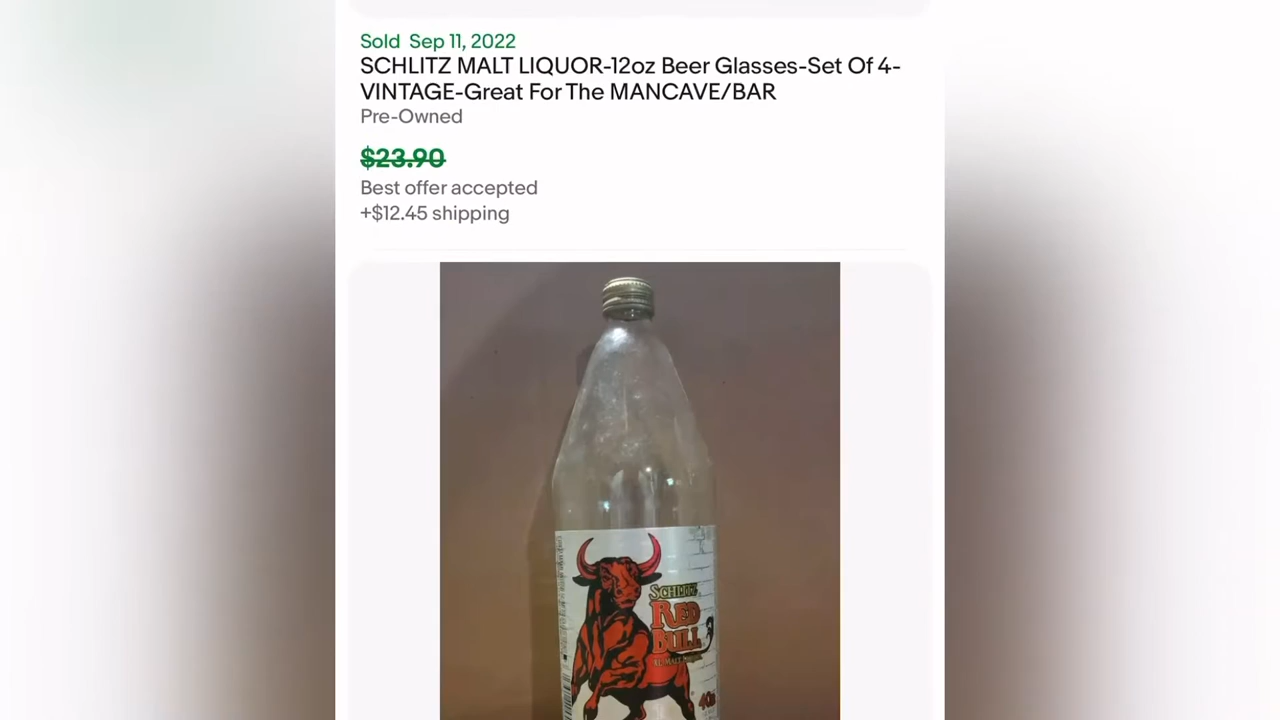 Sold Sep 11, 2022
SCHLITZ MALT LIQUOR-12oz Beer Glasses-Set Of 4-
VINTAGE-Great For The MANCAVE/BAR
Pre-Owned
$23.90
Best offer accepted
+$12.45 shipping
SCHLITZ
RED
BULL